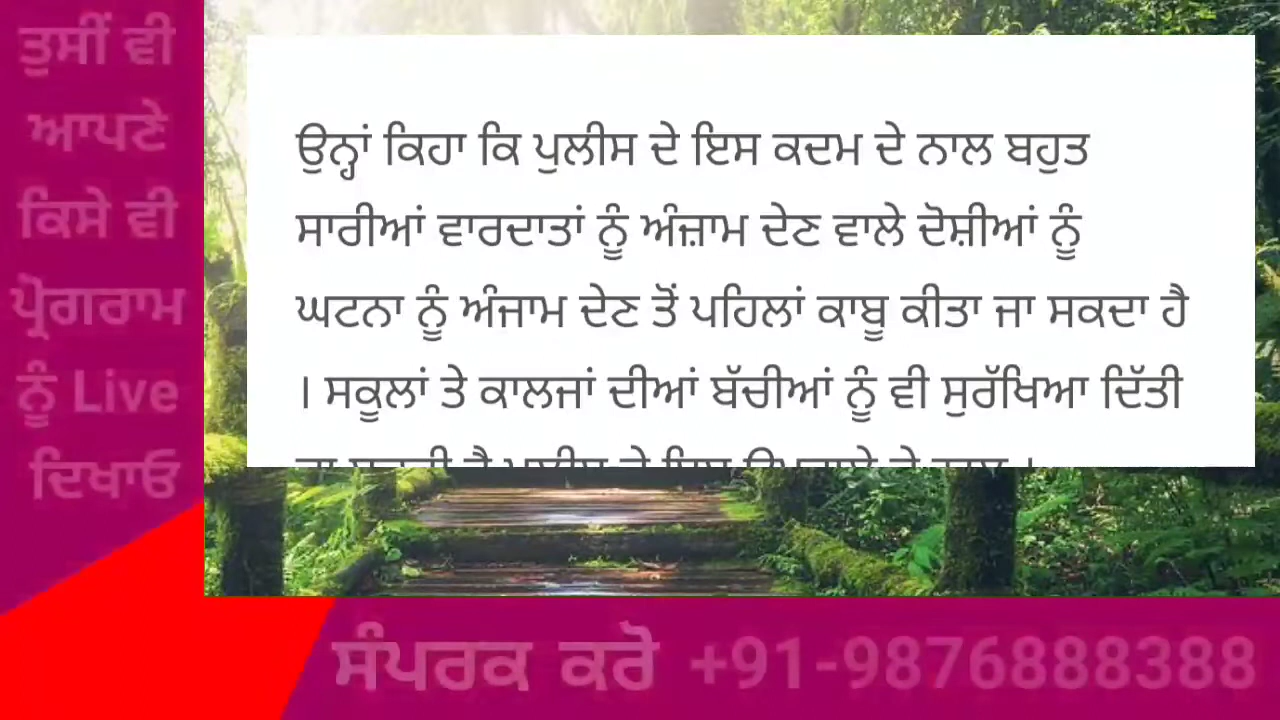 ਤੁਸੀਂ ਵੀ
ਆਪਣੇ
ਕਿਸੇ ਵੀ
ਪ੍ਰੋਗਰਾਮ
ਨੂੰ Live
ਦਿਖਾਓ
ਉਨ੍ਹਾਂ ਕਿਹਾ ਕਿ ਪੁਲੀਸ ਦੇ ਇਸ ਕਦਮ ਦੇ ਨਾਲ ਬਹੁਤ
ਸਾਰੀਆਂ ਵਾਰਦਾਤਾਂ ਨੂੰ ਅੰਜ਼ਾਮ ਦੇਣ ਵਾਲੇ ਦੋਸ਼ੀਆਂ ਨੂੰ
ਘਟਨਾ ਨੂੰ ਅੰਜਾਮ ਦੇਣ ਤੋਂ ਪਹਿਲਾਂ ਕਾਬੂ ਕੀਤਾ ਜਾ ਸਕਦਾ ਹੈ
। ਸਕੂਲਾਂ ਤੇ ਕਾਲਜਾਂ ਦੀਆਂ ਬੱਚੀਆਂ ਨੂੰ ਵੀ ਸੁਰੱਖਿਆ ਦਿੱਤੀ
ਸੰਪਰਕ ਕਰੋ +91-9876888388